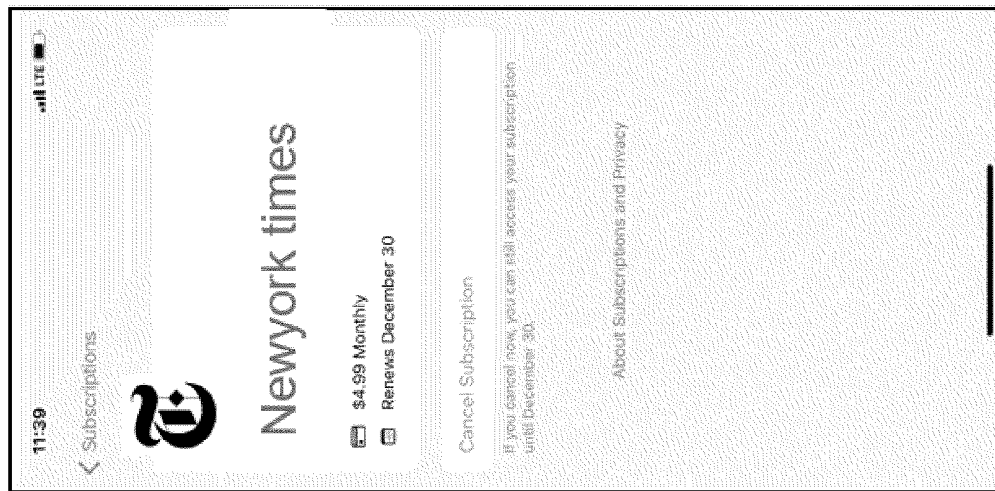 11:39
LTE
Subscriptions
Newyork times
$4.99 Monthly
Renews December 30
Cancel Subscription
If you cancel now, you can still access your subscription
until December 30.
About Subscriptions and Privacy